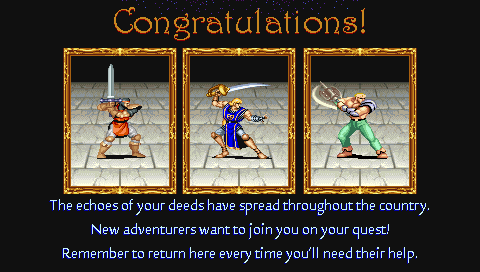 Congratulations!
The echoes of your deeds have spread throughout the country.
New adventurers want to join you on your quest!
Remember to return here every time you'll need their help.